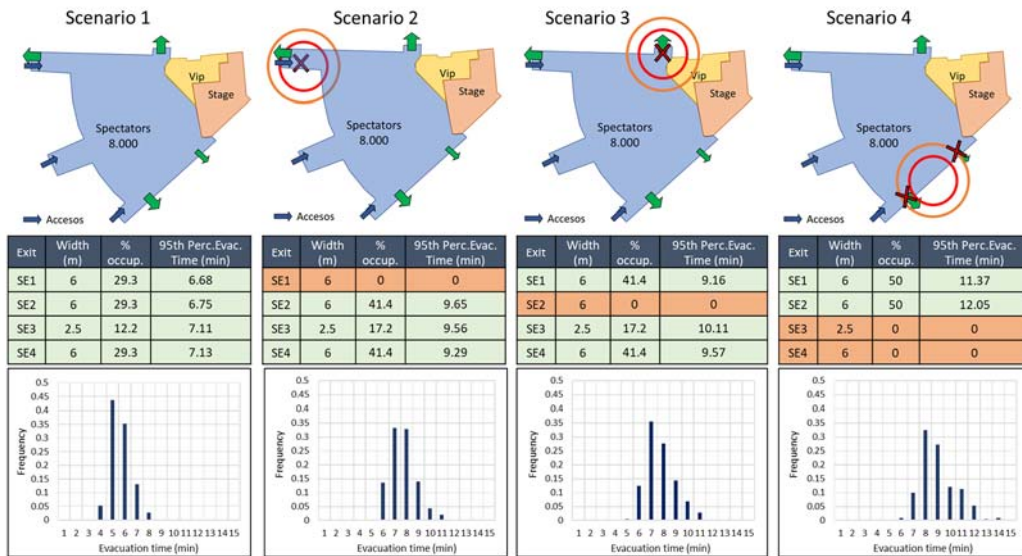 Scenario 1
Scenario 2
Scenario 3
Scenario 4
Vip
Stage
Spectators
8.000
Accesos
Vip
Stage
Spectators
8.000
Accesos
Vip
Stage
Spectators
8.000
Accesos
Vip
Stage
Spectators
8.000
Accesos
Exit Width (m) % occup. 95th Perc.Evac. Time (min)
SE1 6 29.3 6.68
SE2 6 29.3 6.75
SE3 2.5 12.2 7.11
SE4 6 29.3 7.13
Exit Width (m) % occup. 95th Perc.Evac. Time (min)
SE1 6 0 0
SE2 6 41.4 9.65
SE3 2.5 17.2 9.56
SE4 6 41.4 9.29
Exit Width (m) % occup. 95th Perc.Evac. Time (min)
SE1 6 41.4 9.16
SE2 6 0 0
SE3 2.5 17.2 10.11
SE4 6 41.4 9.57
Exit Width (m) % occup. 95th Perc.Evac. Time (min)
SE1 6 50 11.37
SE2 6 50 12.05
SE3 2.5 0 0
SE4 6 0 0
Frequency
0.5
0.45
0.4
0.35
0.3
0.25
0.2
0.15
0.1
0.05
0
1 2 3 4 5 6 7 8 9 10 11 12 13 14 15
Evacuation time (min)
Frequency
0.5
0.45
0.4
0.35
0.3
0.25
0.2
0.15
0.1
0.05
0
1 2 3 4 5 6 7 8 9 10 11 12 13 14 15
Evacuation time (min)
Frequency
0.5
0.45
0.4
0.35
0.3
0.25
0.2
0.15
0.1
0.05
0
1 2 3 4 5 6 7 8 9 10 11 12 13 14 15
Evacuation time (min)
Frequency
0.5
0.45
0.4
0.35
0.3
0.25
0.2
0.15
0.1
0.05
0
1 2 3 4 5 6 7 8 9 10 11 12 13 14 15
Evacuation time (min)